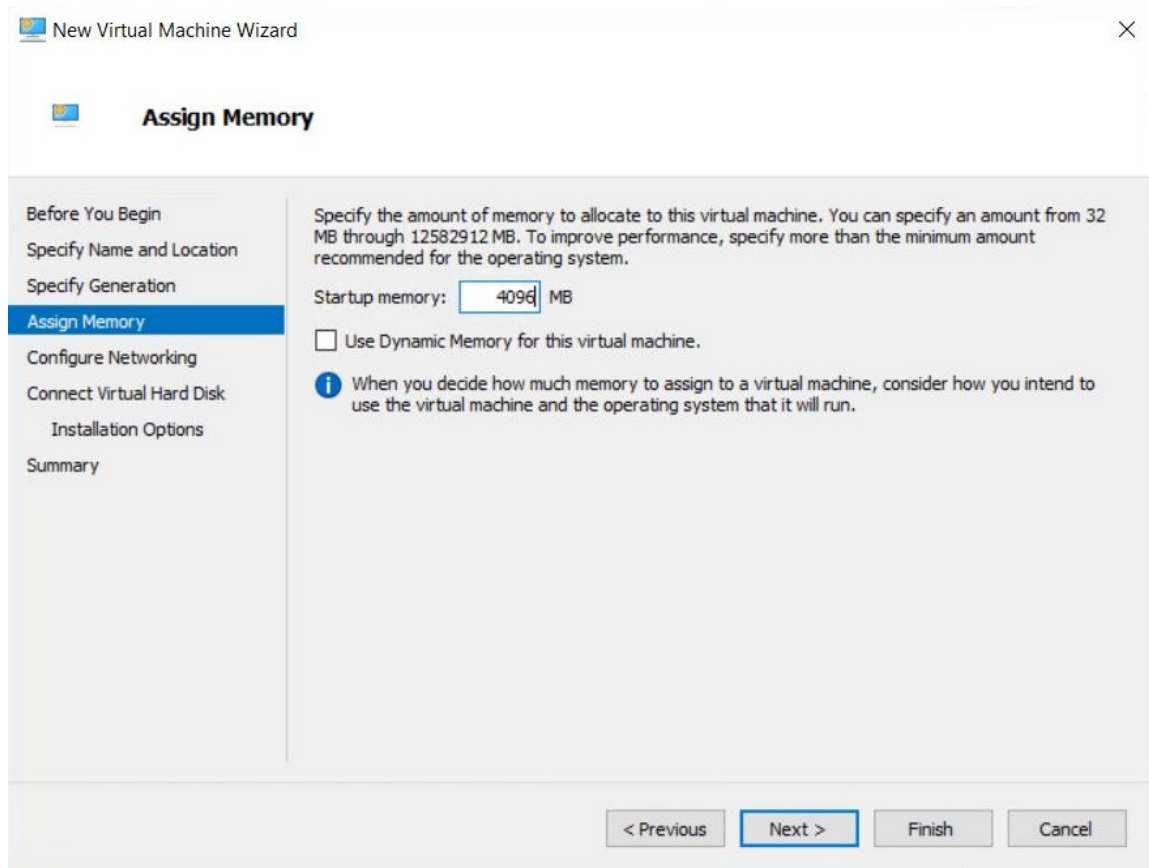 New Virtual Machine Wizard
Assign Memory
Before You Begin
Specify Name and Location
Specify Generation
Assign Memory
Configure Networking
Connect Virtual Hard Disk
Installation Options
Summary
Specify the amount of memory to allocate to this virtual machine. You can specify an amount from 32
MB through 12582912 MB. To improve performance, specify more than the minimum amount
recommended for the operating system.
Startup memory: 4096 MB
Use Dynamic Memory for this virtual machine.
When you decide how much memory to assign to a virtual machine, consider how you intend to
use the virtual machine and the operating system that it will run.
< Previous Next > Finish Cancel